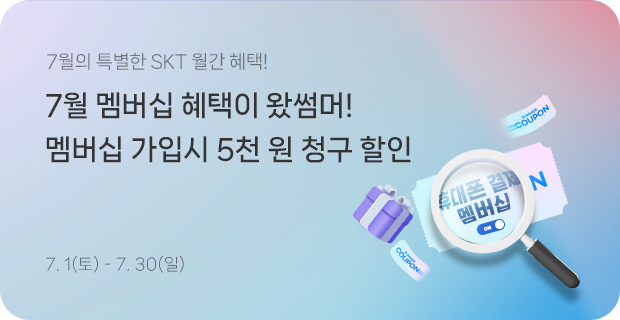 7월의 특별한 SKT 월간 혜택!
7월 멤버십 혜택이 왔썸머!
멤버십 가입시 5천 원 청구 할인
COUPON
휴대폰 결제
멤버십
ON
N
COUPON
7. 1(토) - 7. 30(일)